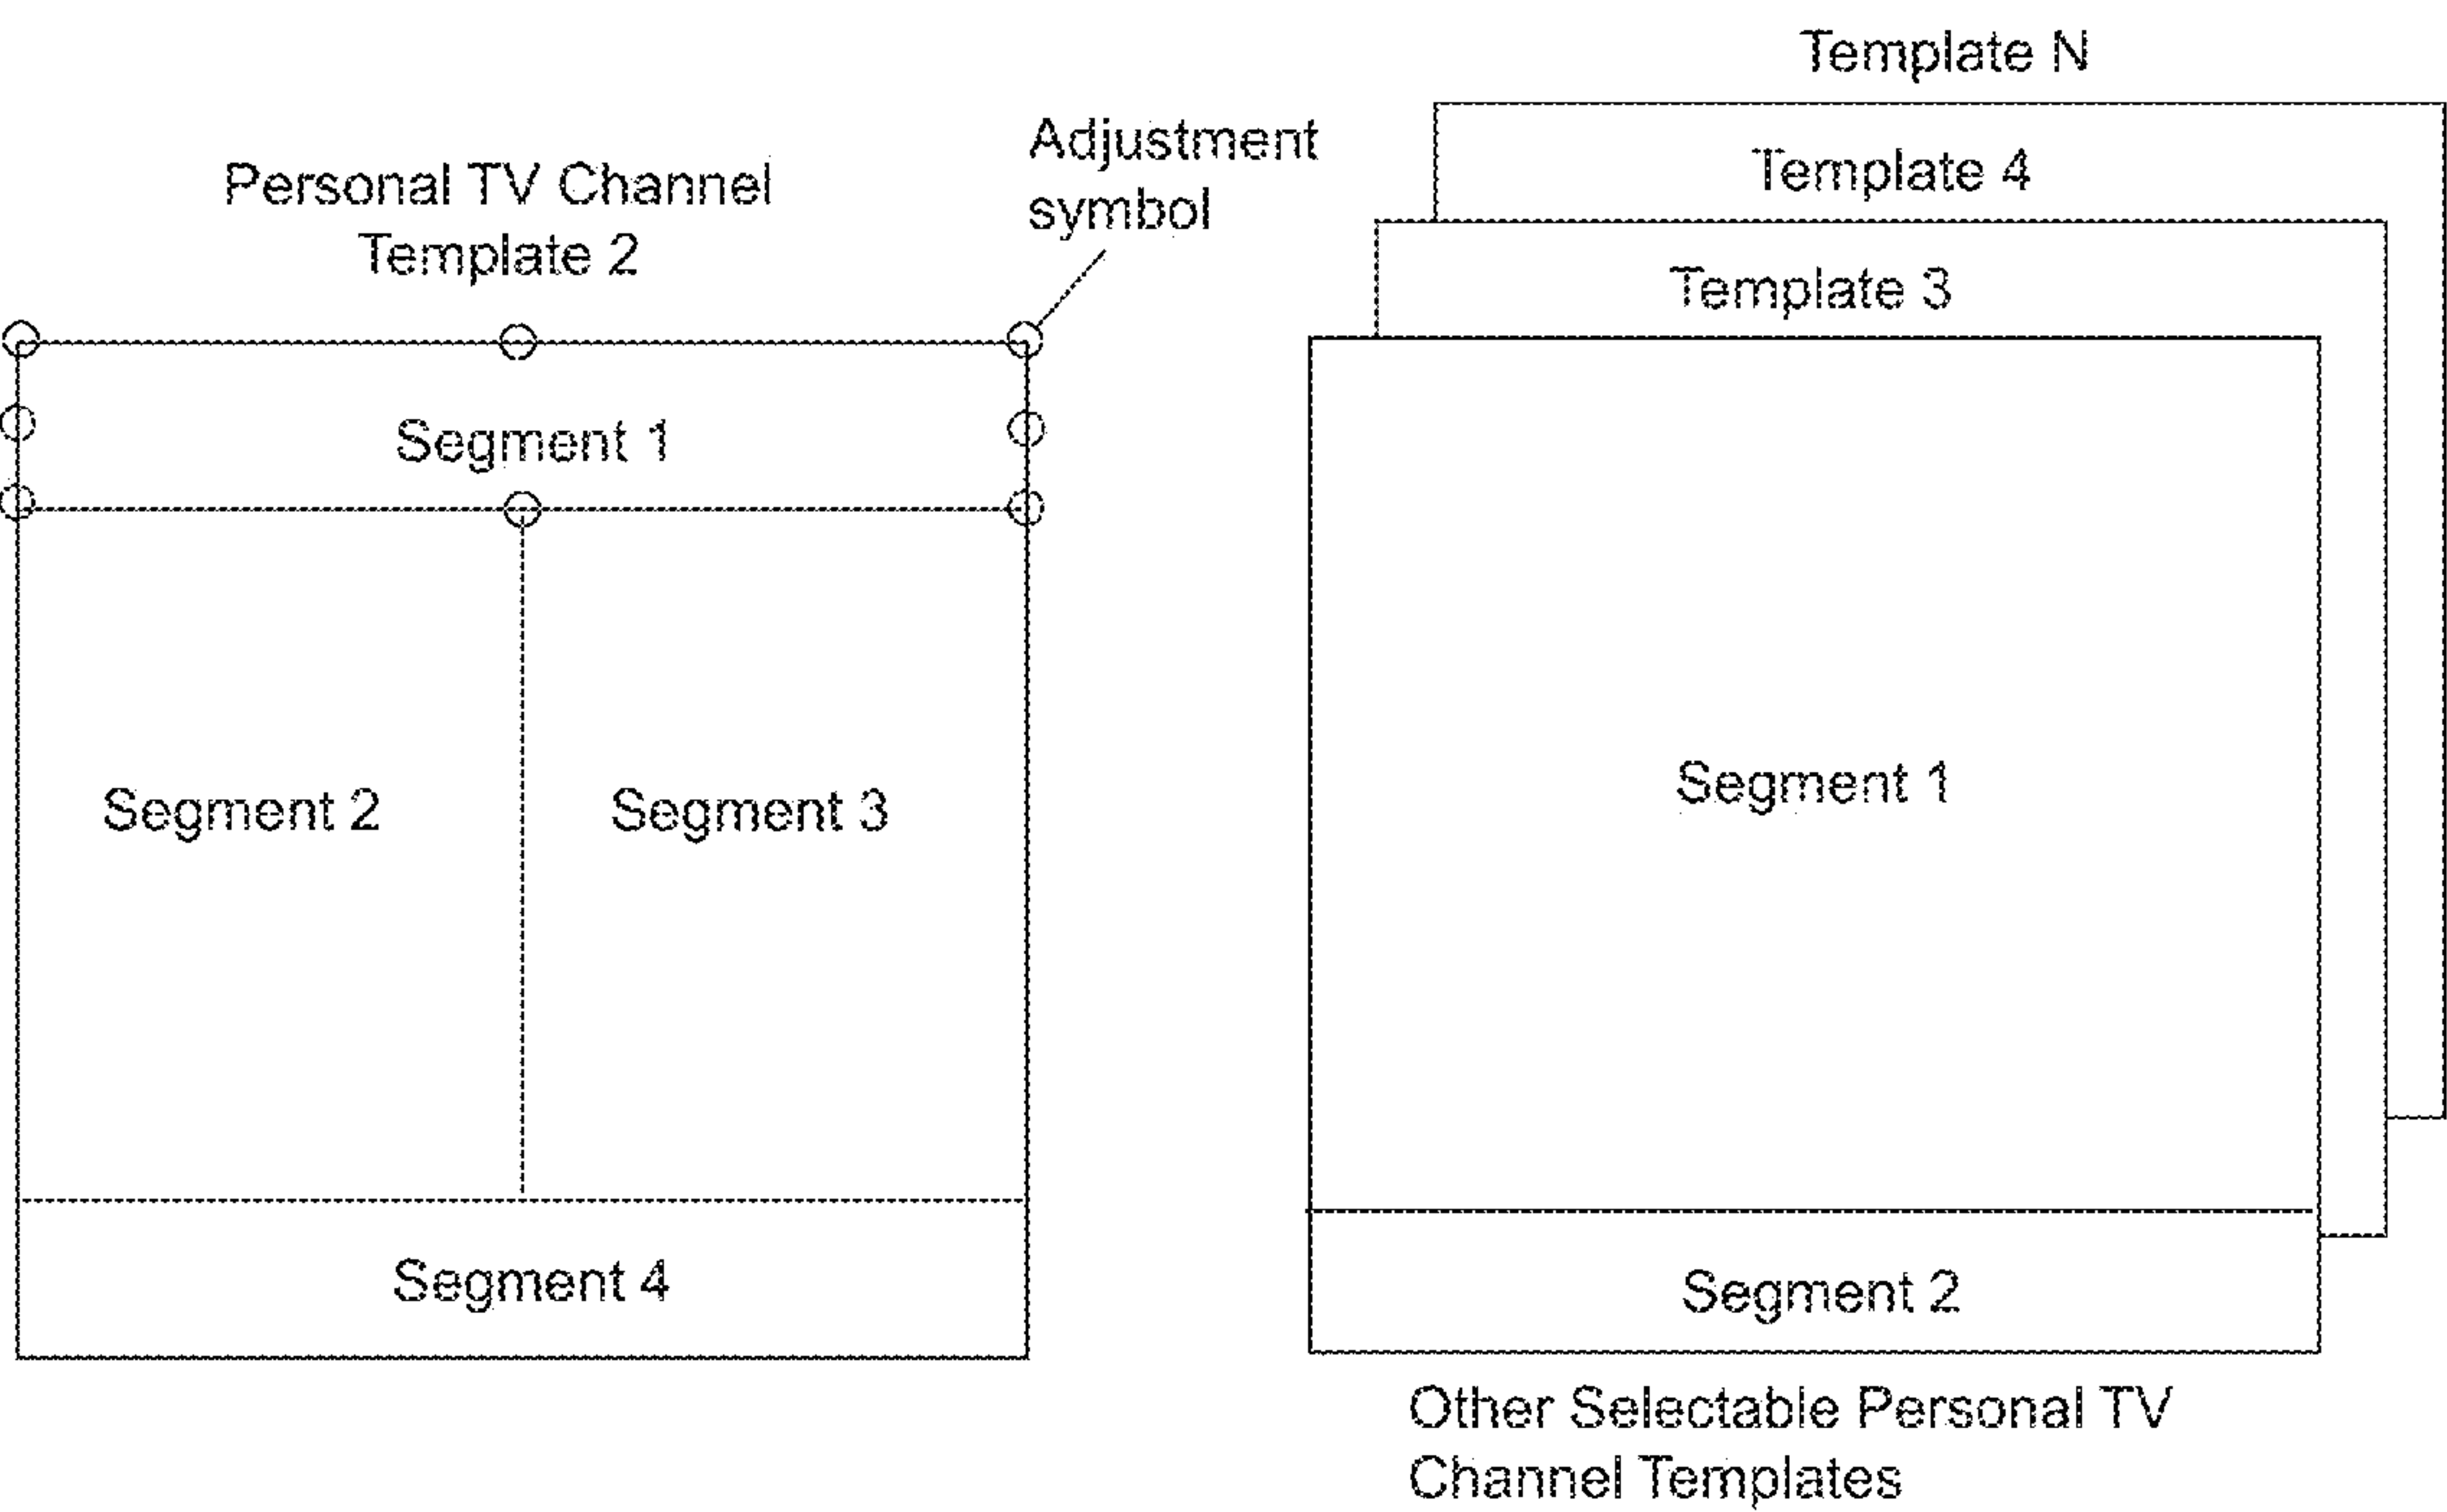 Personal TV Channel
Template 2
Adjustment
symbol
Segment 1
Segment 2
Segment 3
Segment 4
Template N
Template 4
Template 3
Segment 1
Segment 2
Other Selectable Personal TV
Channel Templates